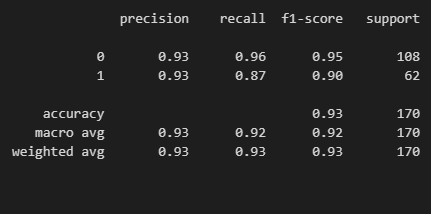 precision recall f1-score support
0 0.93 0.96 0.95 108
1 0.93 0.87 0.90 62
accuracy 0.93 170
macro avg 0.93 0.92 0.92 170
weighted avg 0.93 0.93 0.93 170